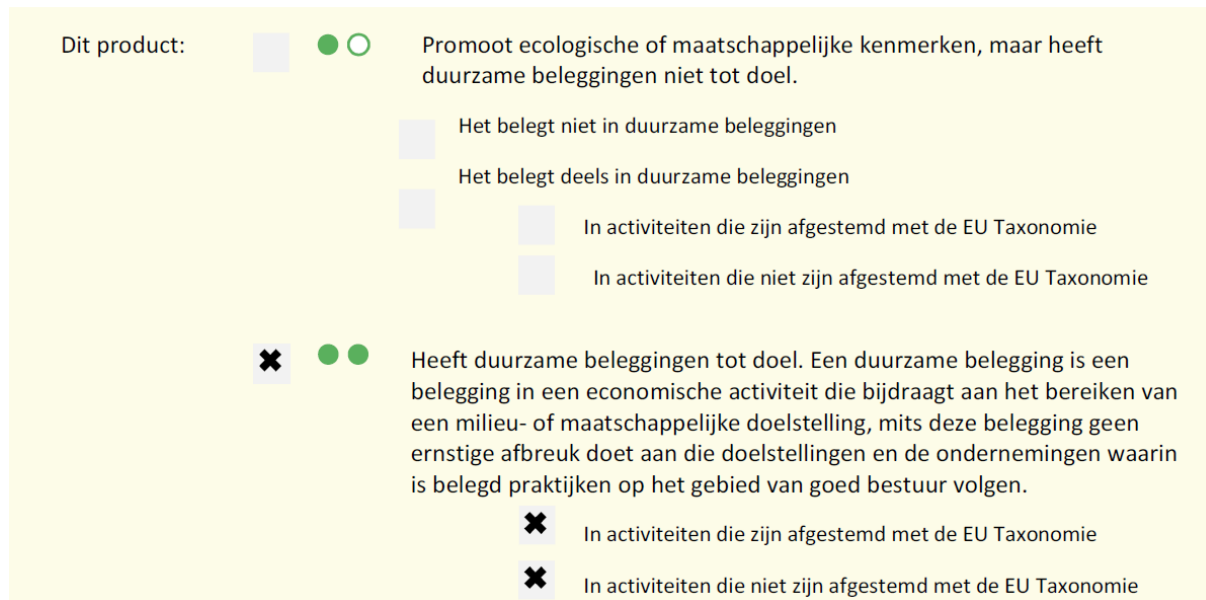 Dit product:
Promoot ecologische of maatschappelijke kenmerken, maar heeft
duurzame beleggingen niet tot doel.
Het belegt niet in duurzame beleggingen
Het belegt deels in duurzame beleggingen
In activiteiten die zijn afgestemd met de EU Taxonomie
In activiteiten die niet zijn afgestemd met de EU Taxonomie
Heeft duurzame beleggingen tot doel. Een duurzame belegging is een
belegging in een economische activiteit die bijdraagt aan het bereiken van
een milieu- of maatschappelijke doelstelling, mits deze belegging geen
ernstige afbreuk doet aan die doelstellingen en de ondernemingen waarin
is belegd praktijken op het gebied van goed bestuur volgen.
In activiteiten die zijn afgestemd met de EU Taxonomie
In activiteiten die niet zijn afgestemd met de EU Taxonomie